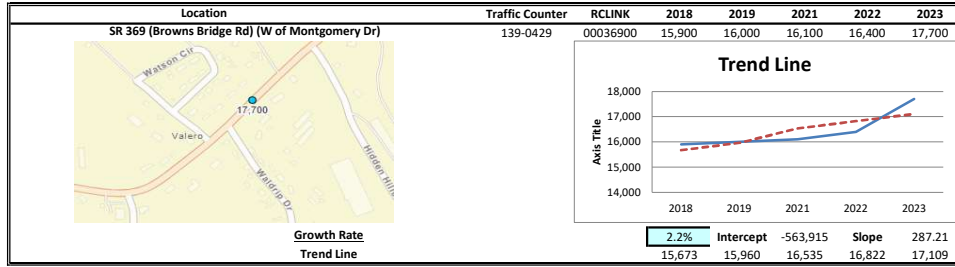 Location Traffic Counter RCLINK 2018 2019 2021 2022 2023
SR 369 (Browns Bridge Rd) (W of Montgomery Dr) 139-0429 00036900 15,900 16,000 16,100 16,400 17,700
Watson Cir
17,700
Valero
Waldrip Dr
Hidden Hills
Trend Line
Axis Title
18,000
17,000
16,000
15,000
14,000
2018 2019 2021 2022 2023
Growth Rate 2.2% Intercept -563,915 Slope 287.21
Trend Line 15,673 15,960 16,535 16,822 17,109